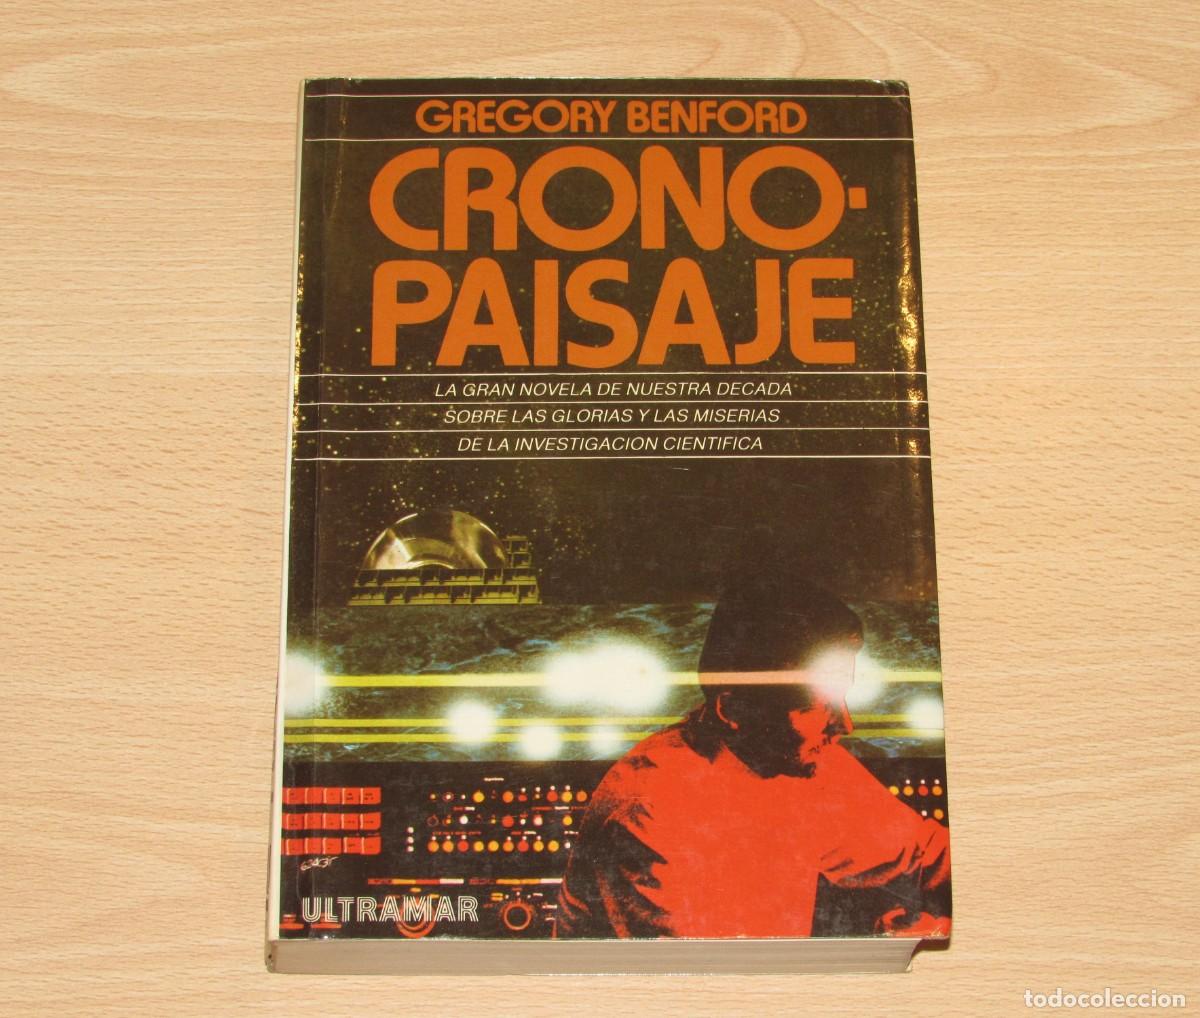 GREGORY BENFORD
CRONO-
PAISAJE
LA GRAN NOVELA DE NUESTRA DECADA
SOBRE LAS GLORIAS Y LAS MISERIAS
DE LA INVESTIGACION CIENTIFICA
ULTRAMAR
todocoleccion